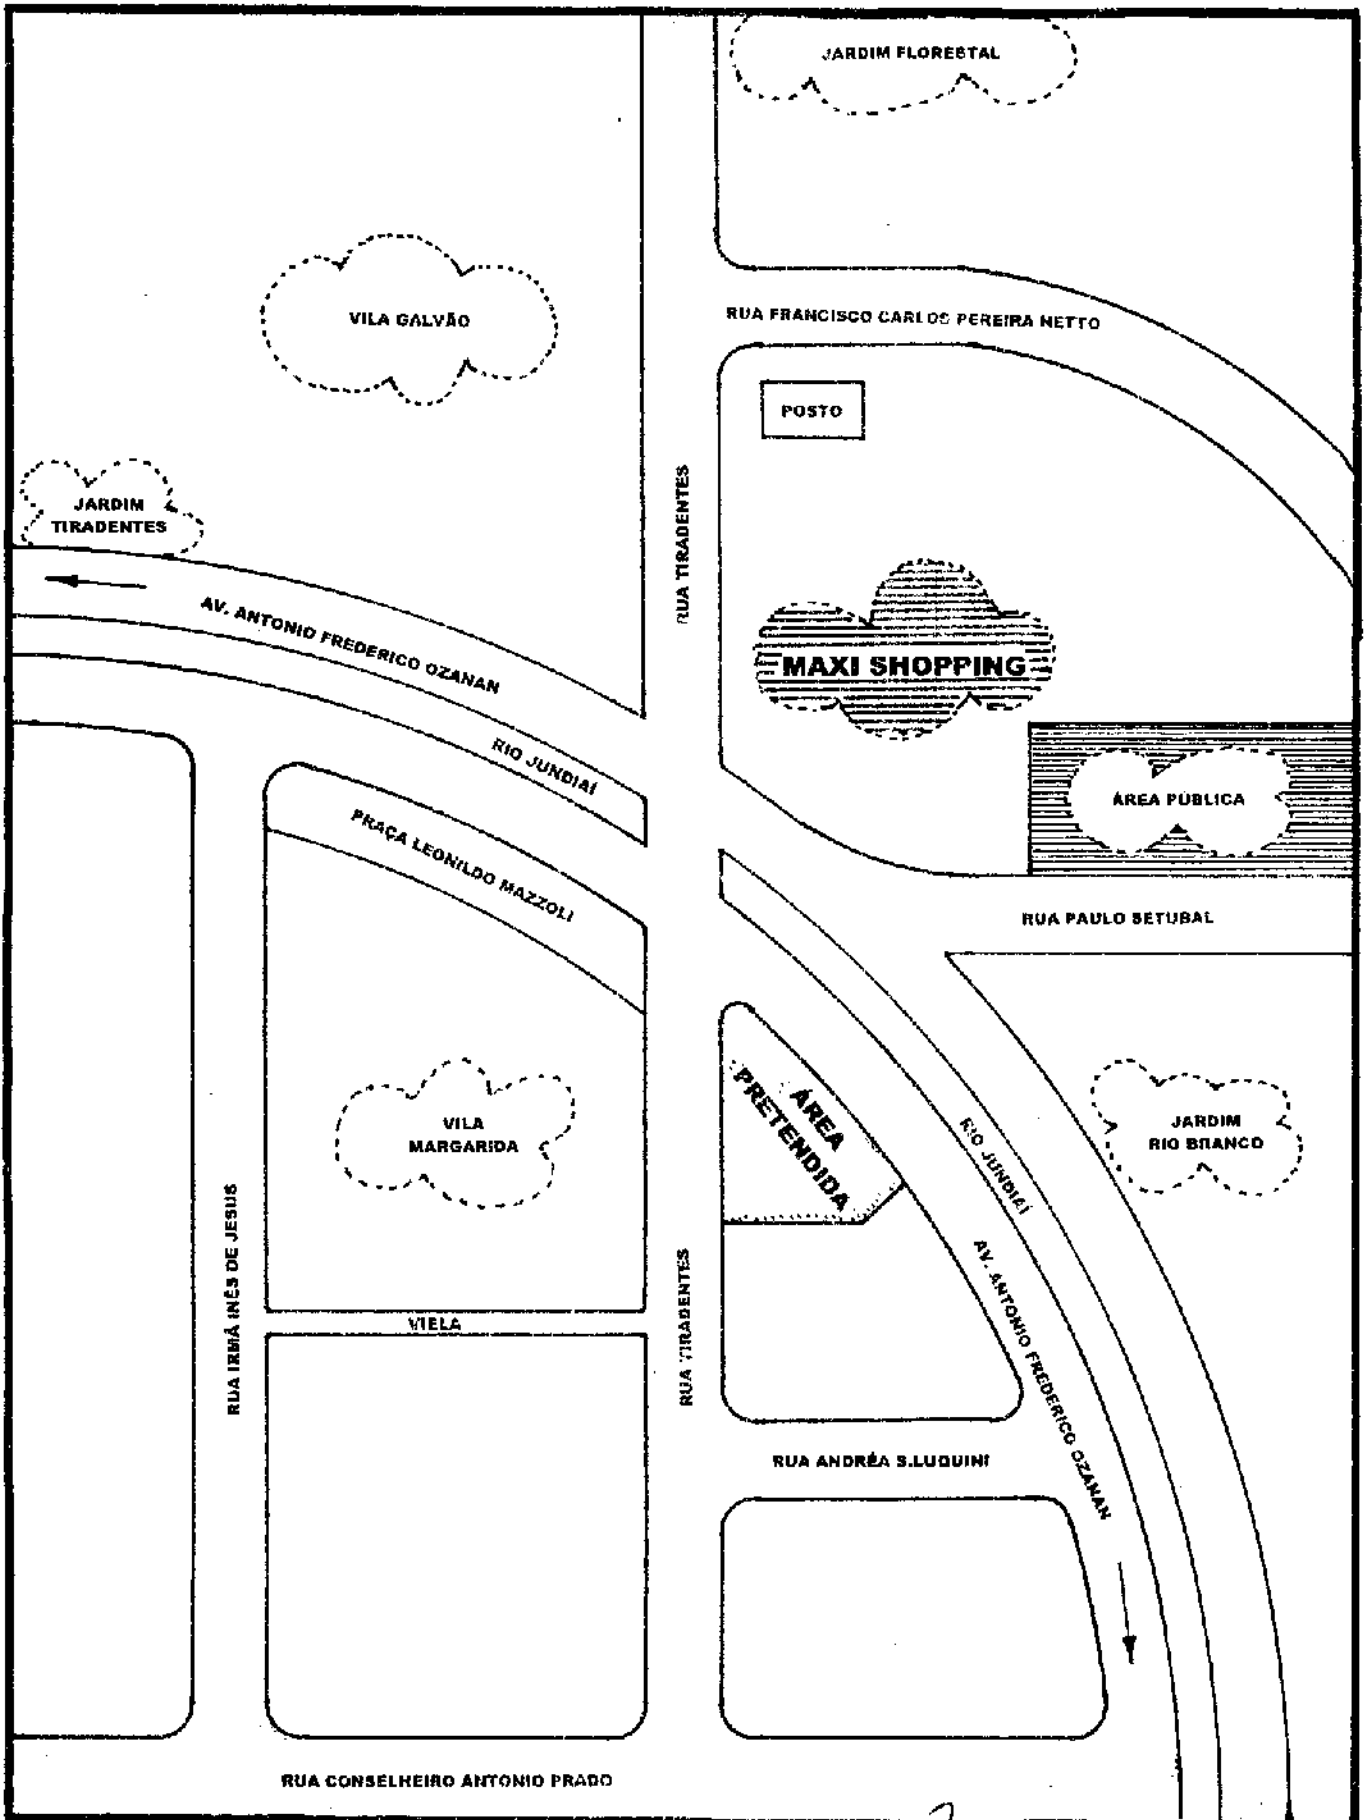 JARDIM FLORESTAL
VILA GALVÃO
RUA FRANCISCO CARLOS PEREIRA NETTO
POSTO
JARDIM
TIRADENTES
RUA TIRADENTES
AV. ANTONIO FREDERICO OZANAN
MAXI SHOPPING
RIO JUNDIAÍ
ÁREA PÚBLICA
PRAÇA LEONILDO MAZZOLI
RUA PAULO SETUBAL
ÁREA
PRETENDIDA
VILA
MARGARIDA
RIO JUNDIAÍ
JARDIM
RIO BRANCO
RUA IRMÃ INÊS DE JESUS
RUA TIRADENTES
AV. ANTONIO FREDERICO OZANAN
VIELA
RUA ANDRÉA S.LUQUINI
RUA CONSELHEIRO ANTONIO PRADO